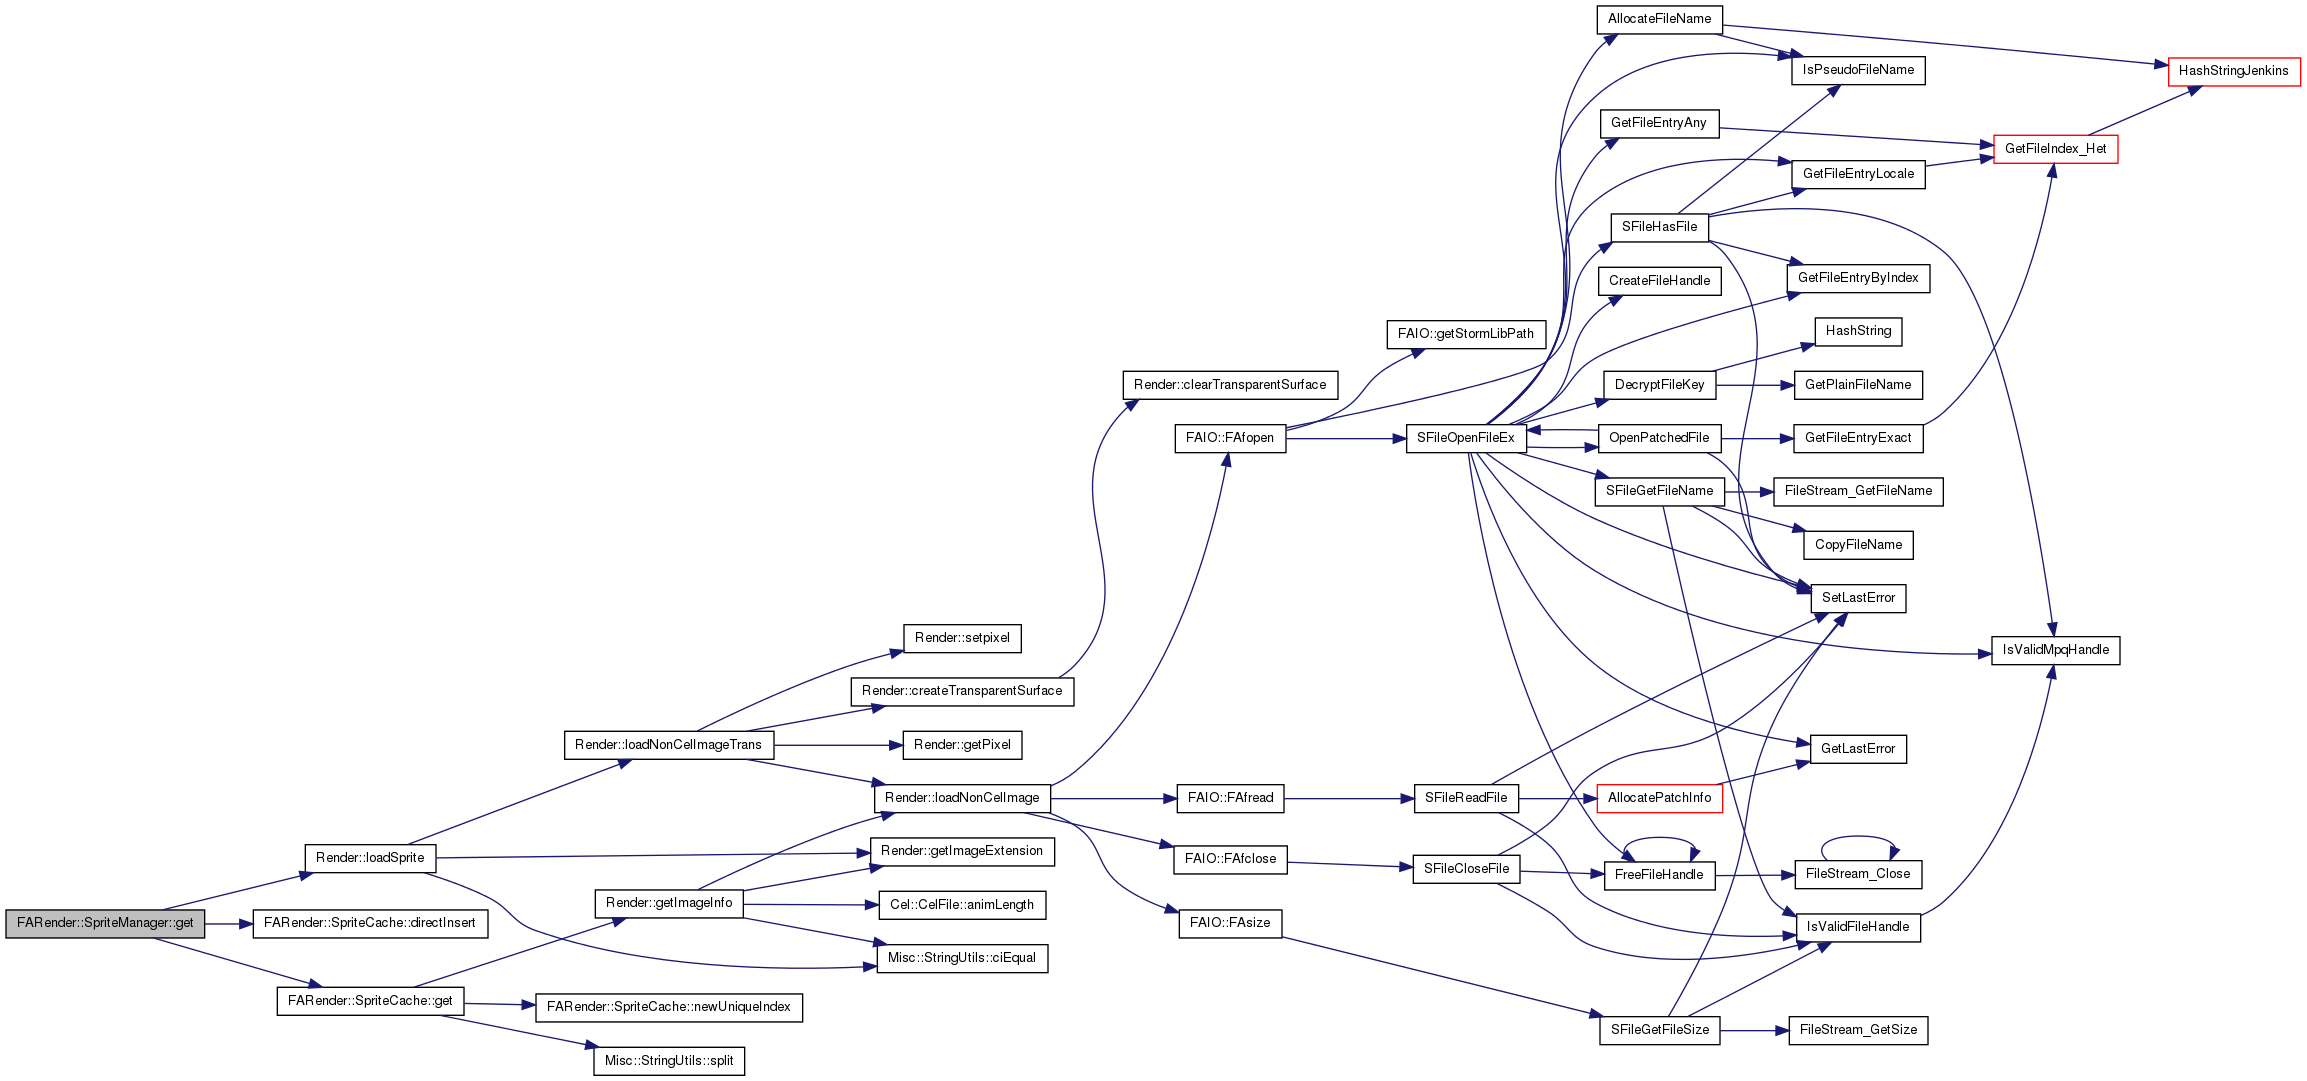 AllocateFileName
IsPseudoFileName
HashStringJenkins
GetFileEntryAny
GetFileIndex_Het
GetFileEntryLocale
SFileHasFile
CreateFileHandle
GetFileEntryByIndex
FAIO::getStormLibPath
HashString
Render::clearTransparentSurface
DecryptFileKey
GetPlainFileName
FAIO::FAfopen
SFileOpenFileEx
OpenPatchedFile
GetFileEntryExact
SFileGetFileName
FileStream_GetFileName
CopyFileName
SetLastError
Render::setpixel
IsValidMpqHandle
Render::createTransparentSurface
Render::loadNonCelImageTrans
Render::getPixel
GetLastError
Render::loadNonCelImage
FAIO::FAfread
SFileReadFile
AllocatePatchInfo
Render::loadSprite
Render::getImageExtension
FAIO::FAfclose
SFileCloseFile
FreeFileHandle
FileStream_Close
Render::getImageInfo
Cel::CelFile::animLength
FARender::SpriteManager::get
FARender::SpriteCache::directInsert
FAIO::FAsize
IsValidFileHandle
Misc::StringUtils::ciEqual
FARender::SpriteCache::get
FARender::SpriteCache::newUniqueIndex
SFileGetFileSize
FileStream_GetSize
Misc::StringUtils::split